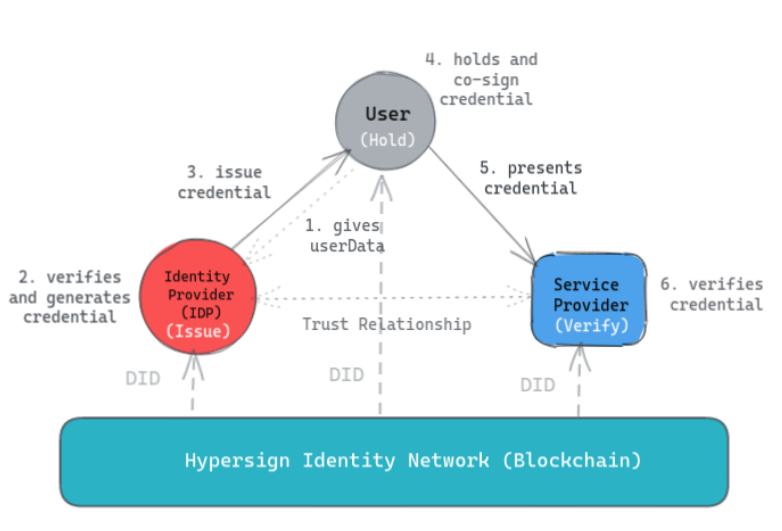 4. holds and
co-sign
credential
User
(Hold)
3. issue
credential
5. presents
credential
1. gives
userData
2. verifies
and generates
credential
Identity
Provider
(IDP)
(Issue)
Service
Provider
(Verify)
6. verifies
credential
Trust Relationship
DID
DID
DID
Hypersign Identity Network (Blockchain)